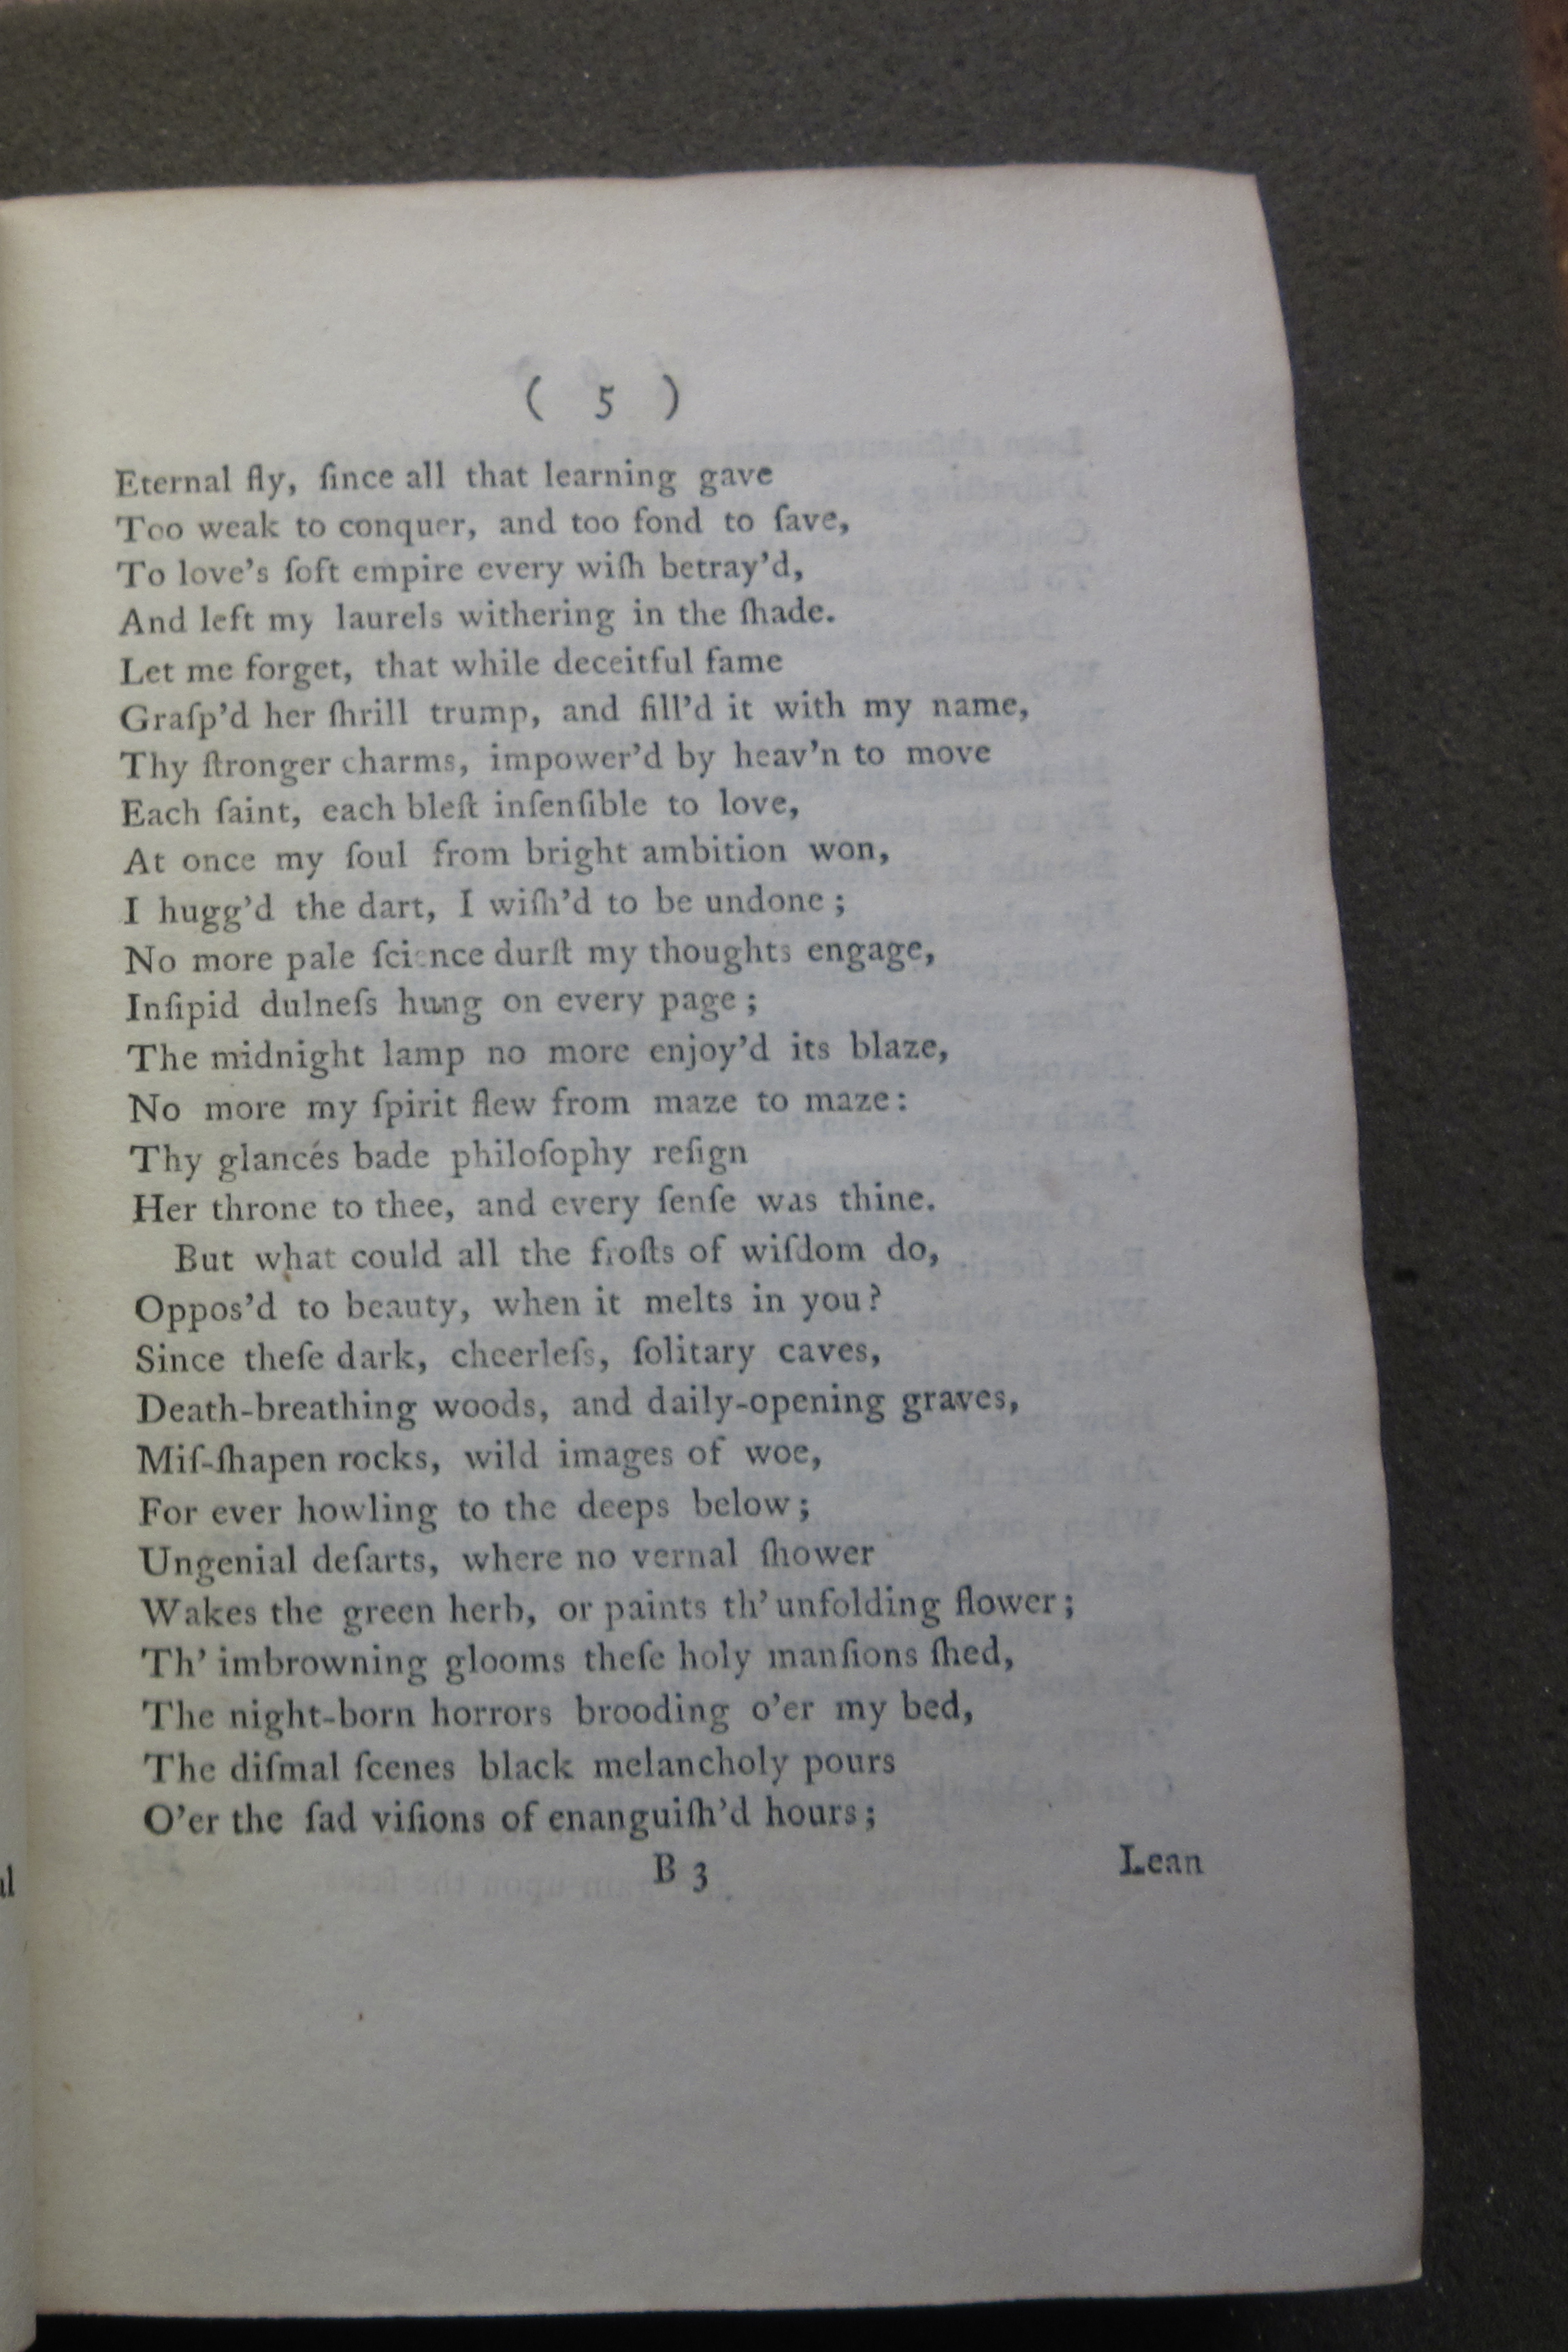 ( 5 )
Eternal fly, ſince all that learning gave
Too weak to conquer, and too fond to ſave,
To love's ſoft empire every wiſh betray'd,
And left my laurels withering in the ſhade.
Let me forget, that while deceitful fame
Graſp'd her ſhrill trump, and fill'd it with my name,
Thy ſtronger charms, impower'd by heav'n to move
Each ſaint, each bleſt inſenſible to love,
At once my ſoul from bright ambition won,
I hugg'd the dart, I wiſh'd to be undone ;
No more pale ſcience durſt my thoughts engage,
Inſipid dulneſs hung on every page ;
The midnight lamp no more enjoy'd its blaze,
No more my ſpirit flew from maze to maze:
Thy glancés bade philoſophy reſign
Her throne to thee, and every ſenſe was thine.
But what could all the froſts of wiſdom do,
Oppos'd to beauty, when it melts in you?
Since theſe dark, cheerleſs, ſolitary caves,
Death-breathing woods, and daily-opening graves,
Miſ-ſhapen rocks, wild images of woe,
For ever howling to the deeps below;
Ungenial deſarts, where no vernal ſhower
Wakes the green herb, or paints th' unfolding flower;
Th' imbrowning glooms theſe holy manſions ſhed,
The night-born horrors brooding o'er my bed,
The diſmal ſcenes black melancholy pours
O'er the ſad viſions of enanguiſh'd hours;
B 3 Lean